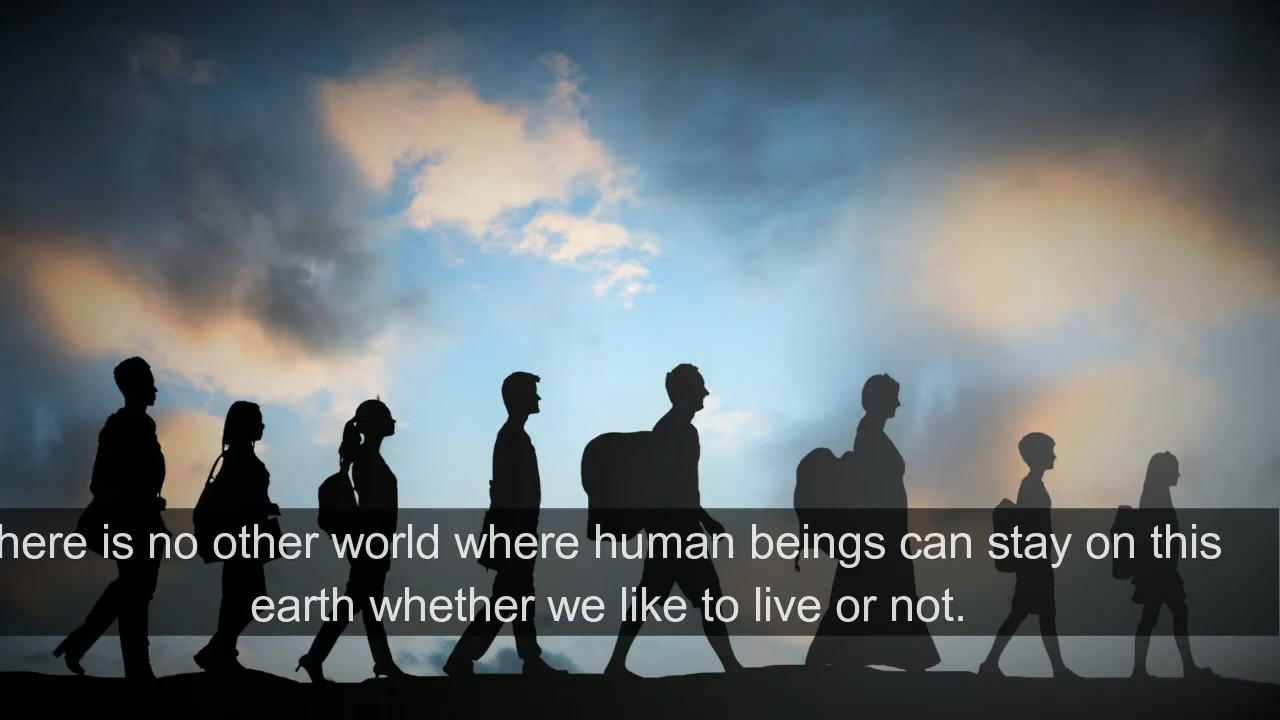 here is no other world where human beings can stay on this
earth whether we like to live or not.